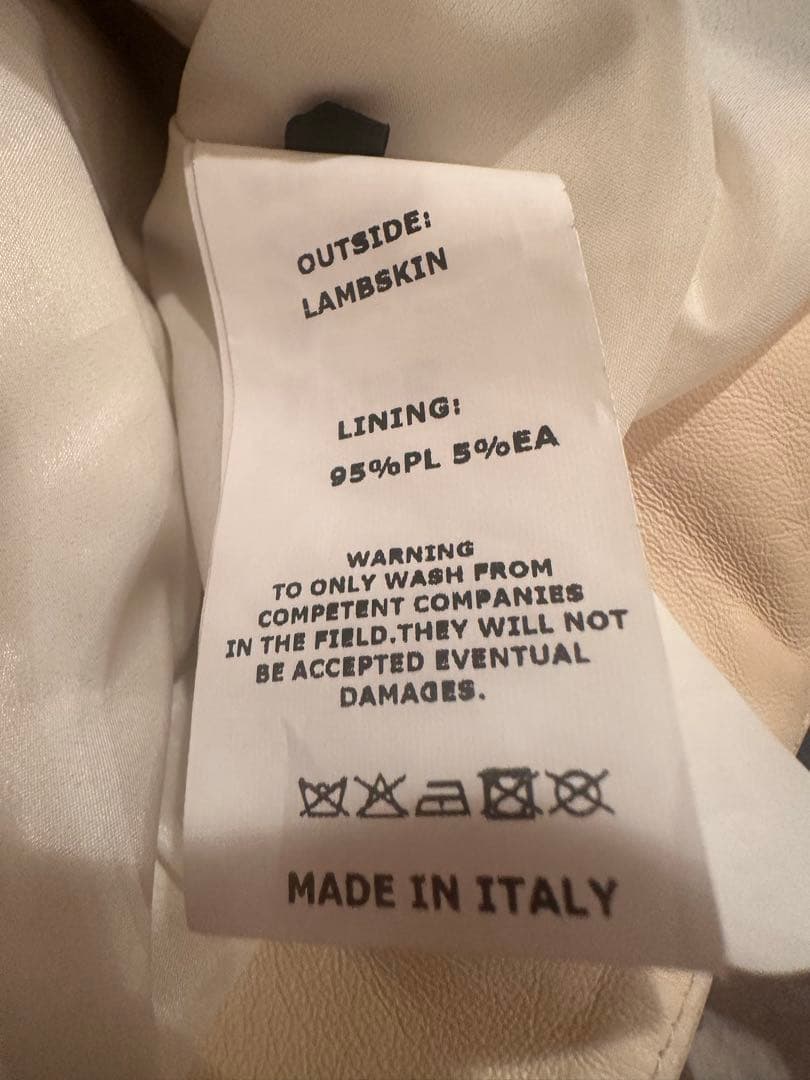 OUTSIDE:
LAMBSKIN
LINING:
95%PL 5%EA
WARNING
TO ONLY WASH FROM
COMPETENT COMPANIES
IN THE FIELD.THEY WILL NOT
BE ACCEPTED EVENTUAL
DAMAGES.
MADE IN ITALY